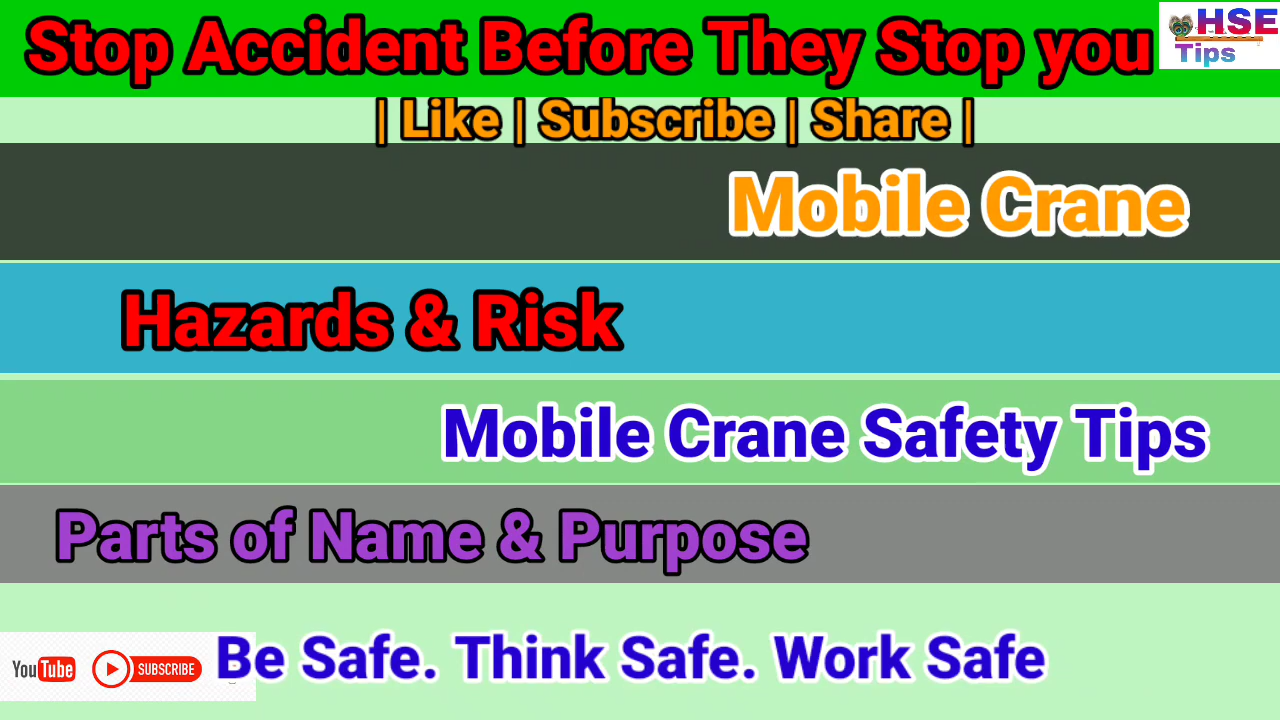 Stop Accident Before They Stop you
HSE
Tips
| Like | Subscribe | Share |
Mobile Crane
Hazards & Risk
Mobile Crane Safety Tips
Parts of Name & Purpose
Be Safe. Think Safe. Work Safe
YouTube
SUBSCRIBE